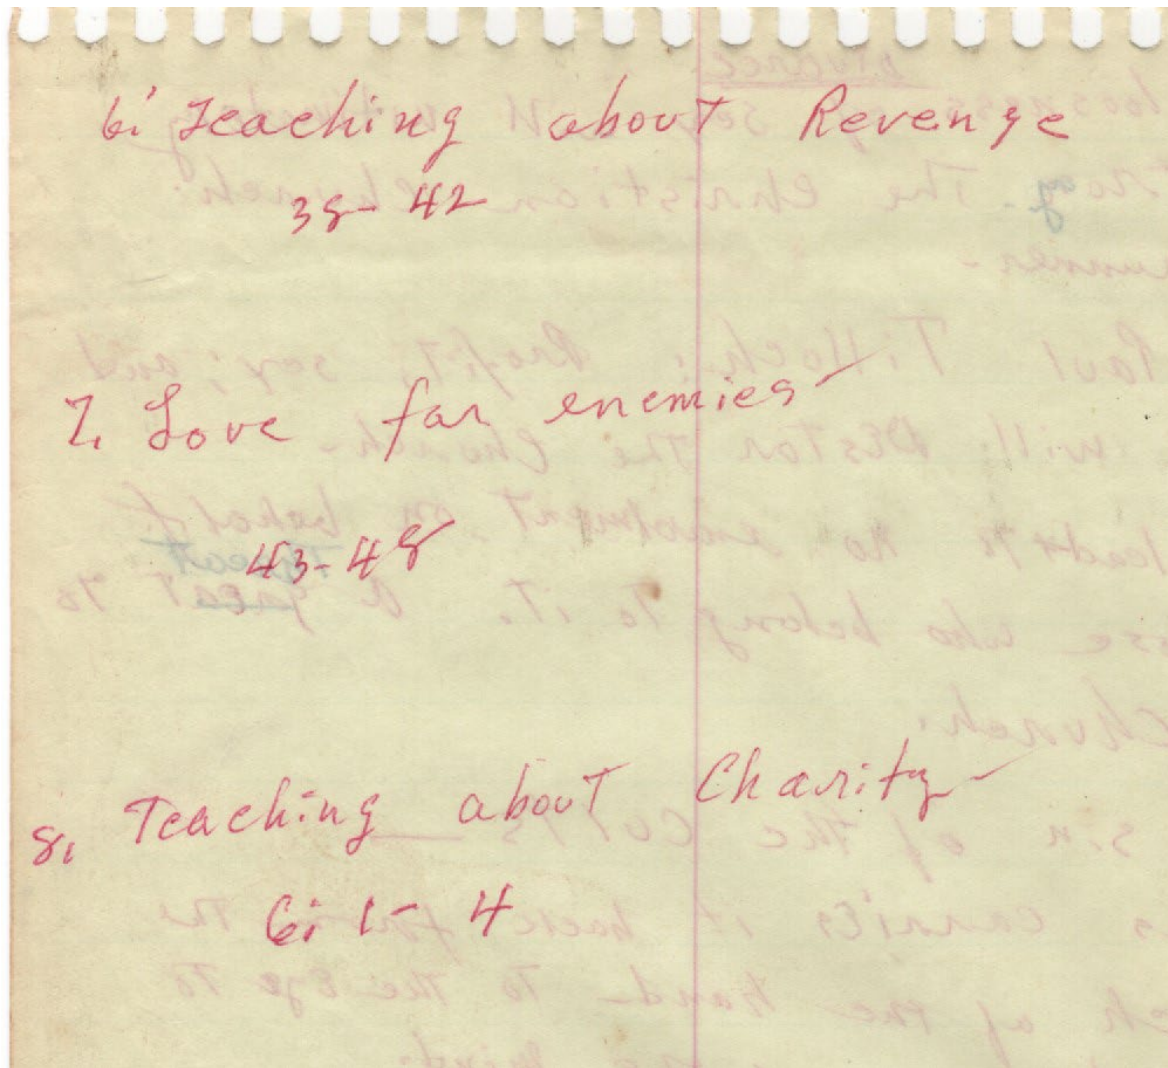 6. Teaching about Revenge
38-42
7. Love for enemies
43-48
8. Teaching about Charity
6: 1-4